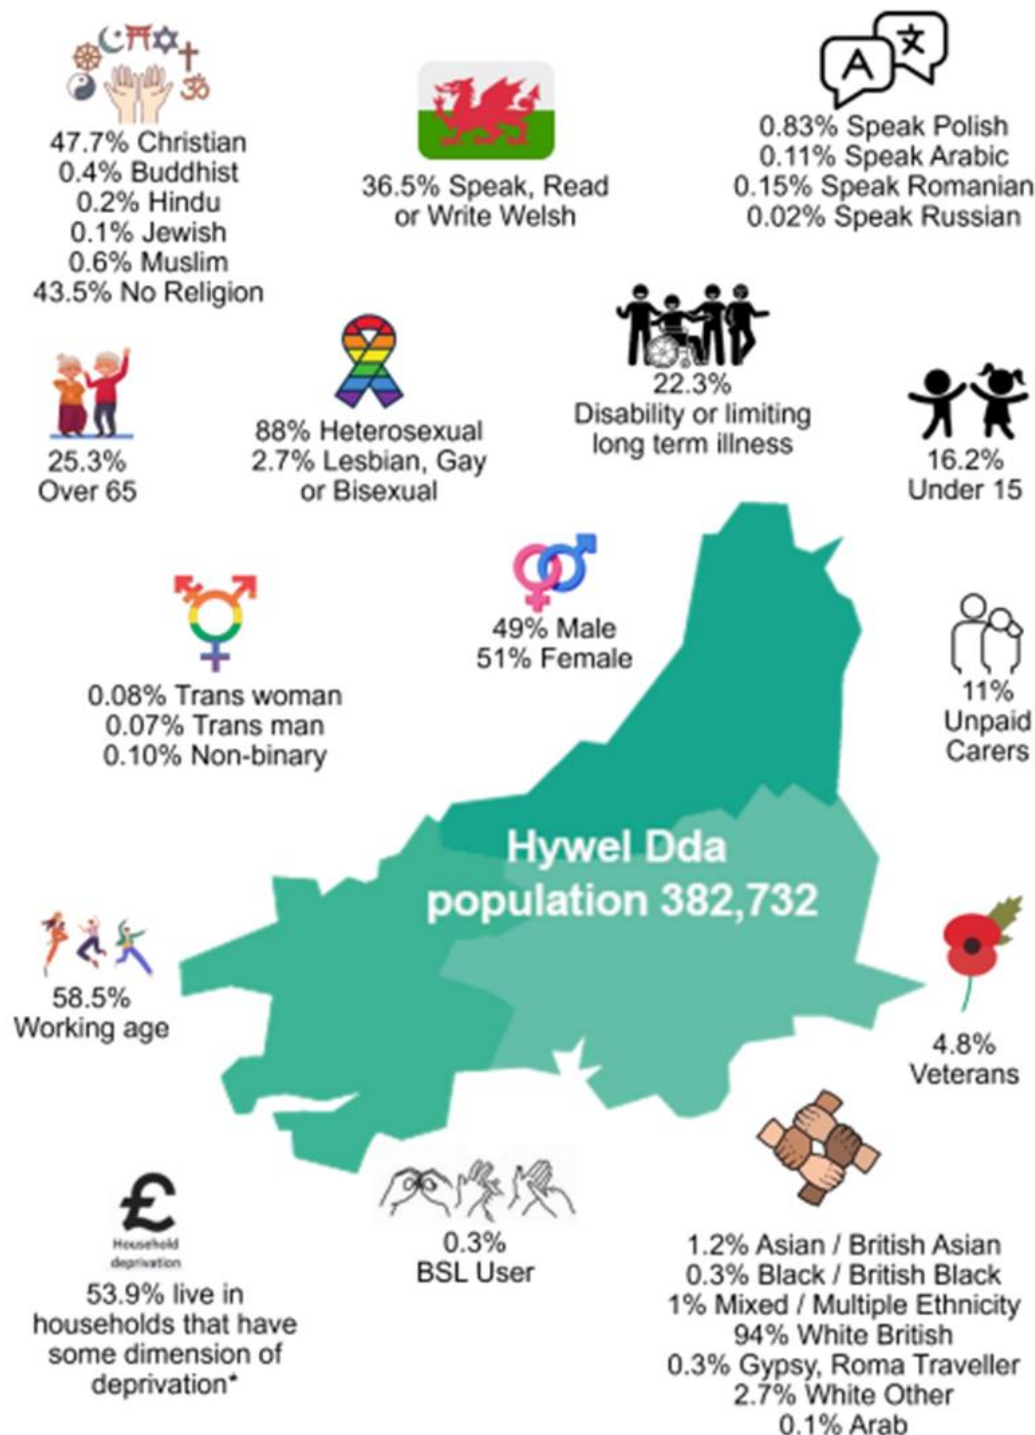 47.7% Christian
0.4% Buddhist
0.2% Hindu
0.1% Jewish
0.6% Muslim
43.5% No Religion
36.5% Speak, Read
or Write Welsh
A
文
0.83% Speak Polish
0.11% Speak Arabic
0.15% Speak Romanian
0.02% Speak Russian
25.3%
Over 65
88% Heterosexual
2.7% Lesbian, Gay
or Bisexual
22.3%
Disability or limiting
long term illness
16.2%
Under 15
0.08% Trans woman
0.07% Trans man
0.10% Non-binary
49% Male
51% Female
11%
Unpaid
Carers
Hywel Dda
population 382,732
58.5%
Working age
4.8%
Veterans
£
Household
deprivation
53.9% live in
households that have
some dimension of
deprivation*
0.3%
BSL User
1.2% Asian / British Asian
0.3% Black / British Black
1% Mixed / Multiple Ethnicity
94% White British
0.3% Gypsy, Roma Traveller
2.7% White Other
0.1% Arab